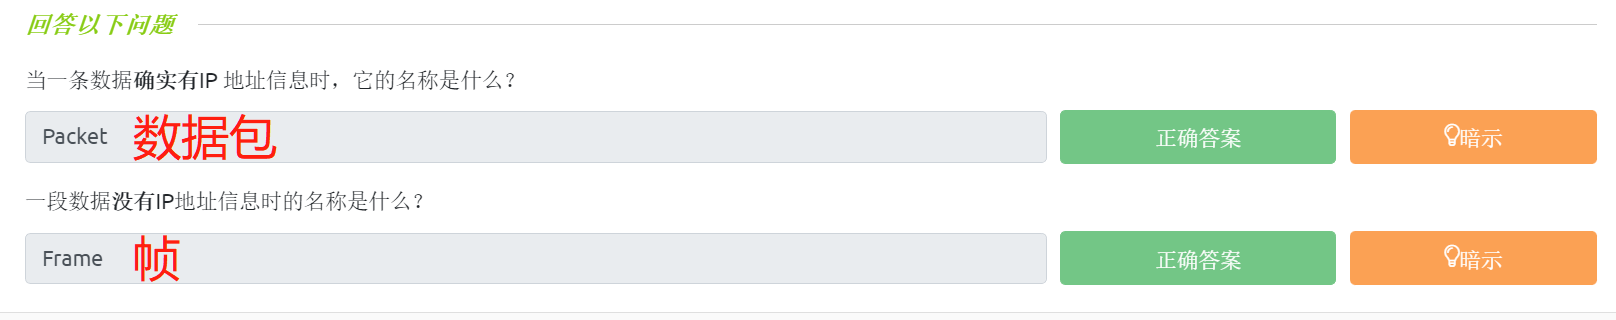 回答以下问题
当一条数据确实有IP 地址信息时，它的名称是什么？
Packet 数据包 正确答案 暗示
一段数据没有IP地址信息时的名称是什么？
Frame 帧 正确答案 暗示